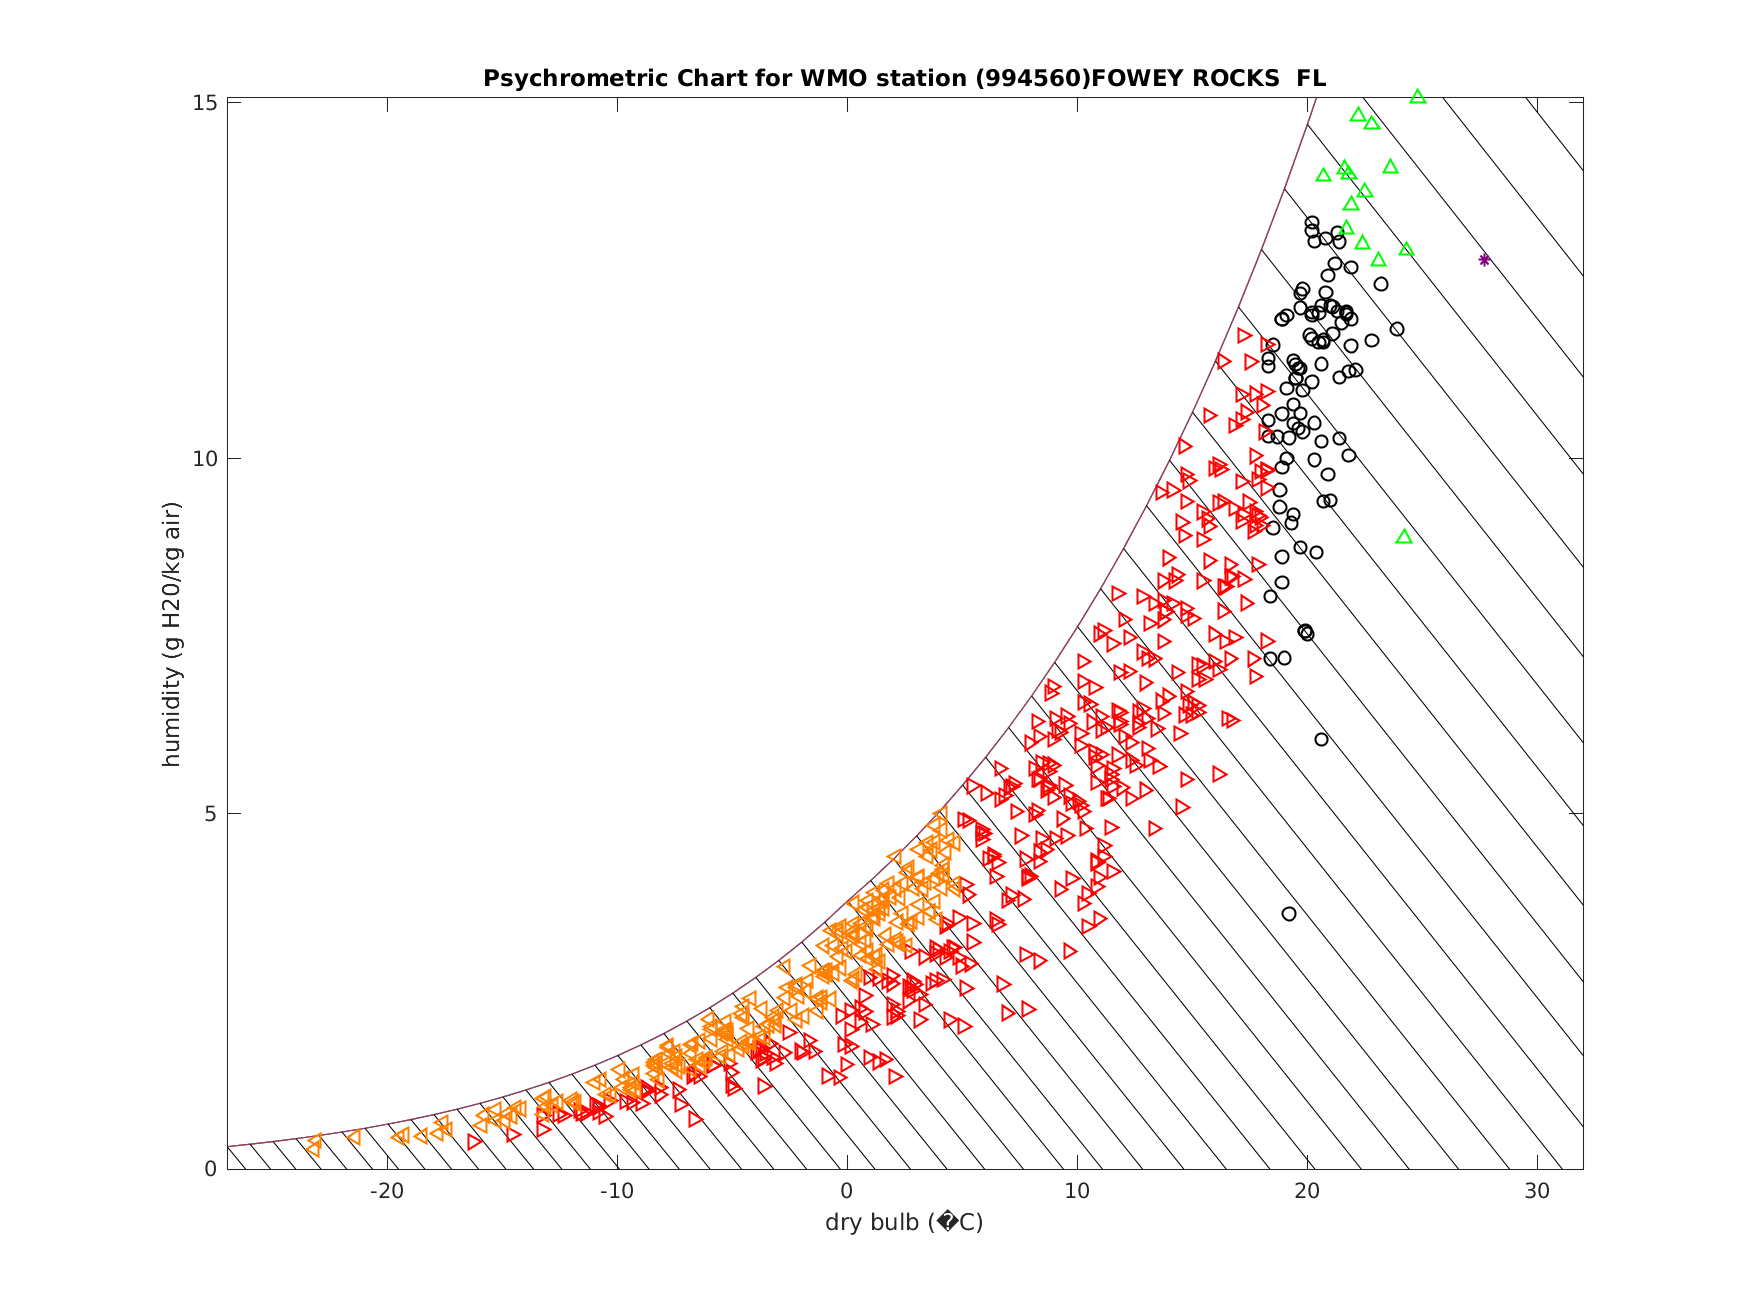 Psychrometric Chart for WMO station (994560)FOWEY ROCKS  FL
15
10
5
0
humidity (g H20/kg air)
-20 -10 0 10 20 30
dry bulb (�C)